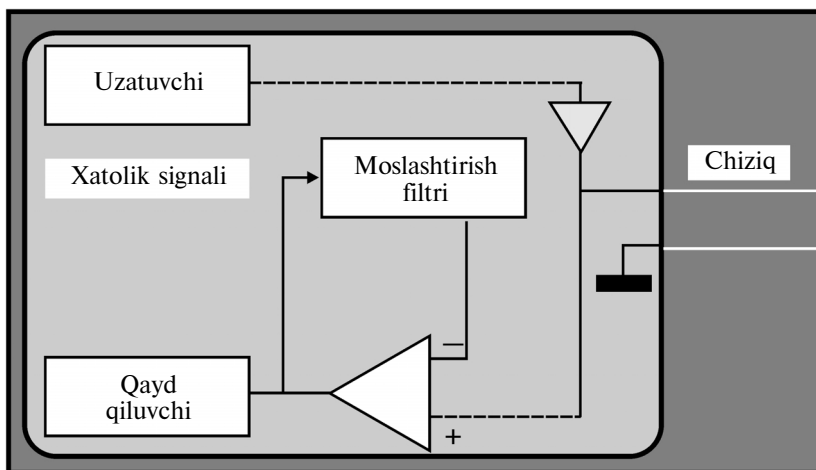 Uzatuvchi
Xatolik signali
Moslashtirish
filtri
Chiziq
Qayd
qiluvchi
—
+